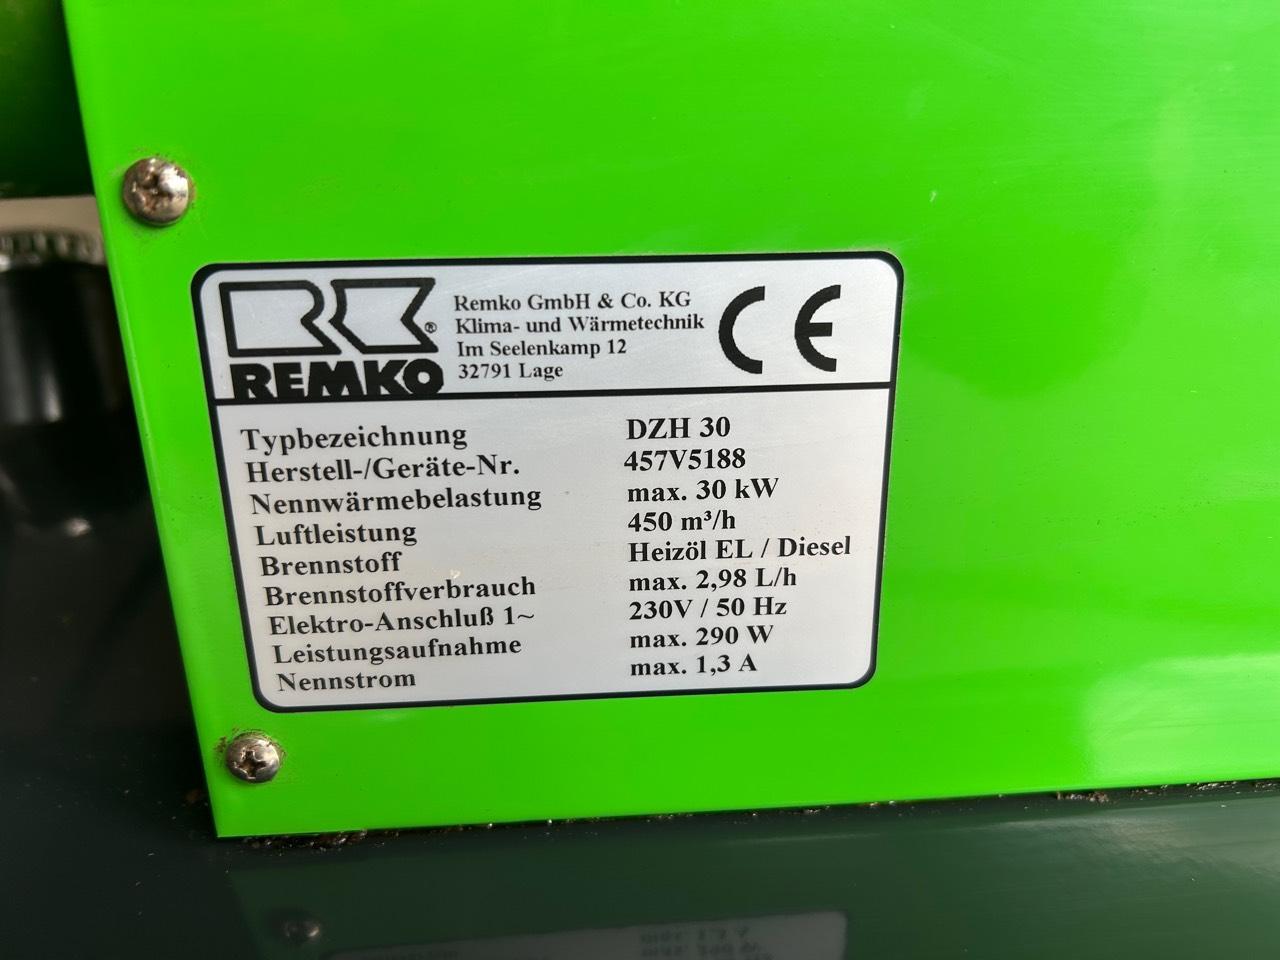 Remko GmbH & Co. KG
Klima- und Wärmetechnik
Im Seelenkamp 12
32791 Lage
® REMKO
CE
Typbezeichnung DZH 30
Herstell-/Geräte-Nr. 457V5188
Nennwärmebelastung max. 30 kW
Luftleistung 450 m³/h
Brennstoff Heizöl EL / Diesel
Brennstoffverbrauch max. 2,98 L/h
Elektro-Anschluß 1~ 230V / 50 Hz
Leistungsaufnahme max. 290 W
Nennstrom max. 1,3 A